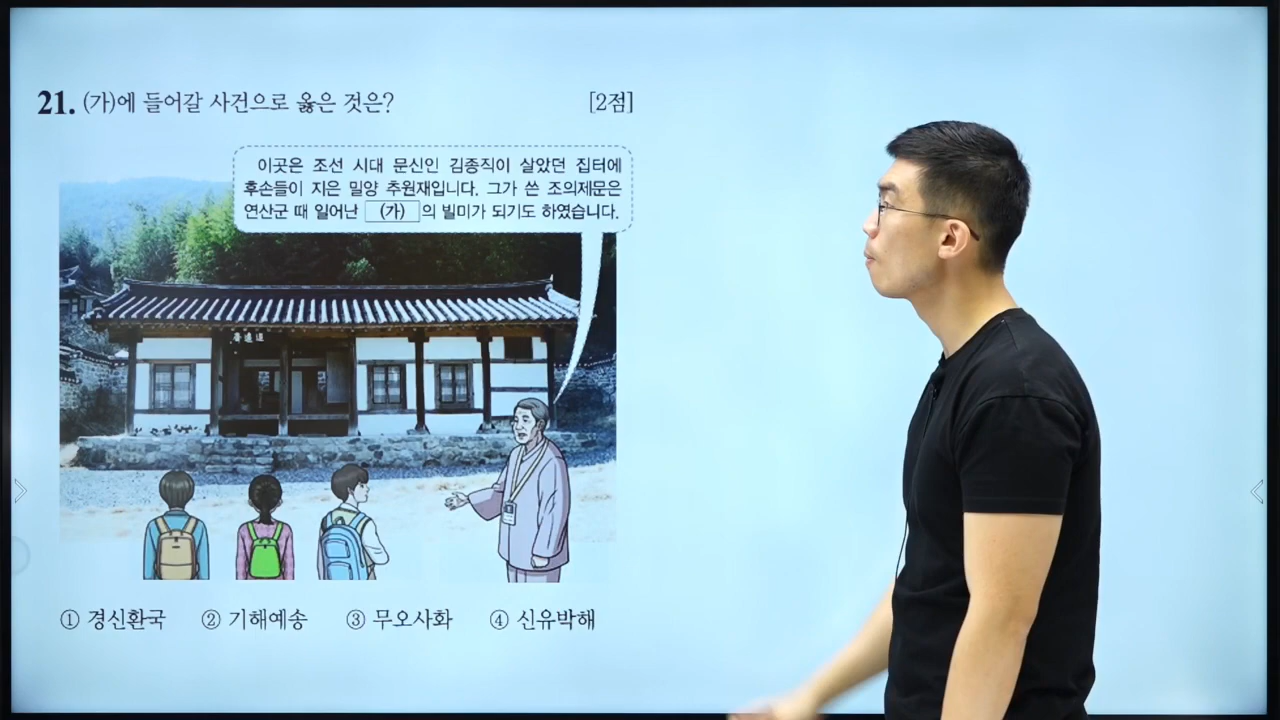 21. (가)에 들어갈 사건으로 옳은 것은? [2점]
이곳은 조선 시대 문신인 김종직이 살았던 집터에
후손들이 지은 밀양 추원재입니다. 그가 쓴 조의제문은
연산군 때 일어난 (가) 의 빌미가 되기도 하였습니다.
① 경신환국 ② 기해예송 ③ 무오사화 ④ 신유박해